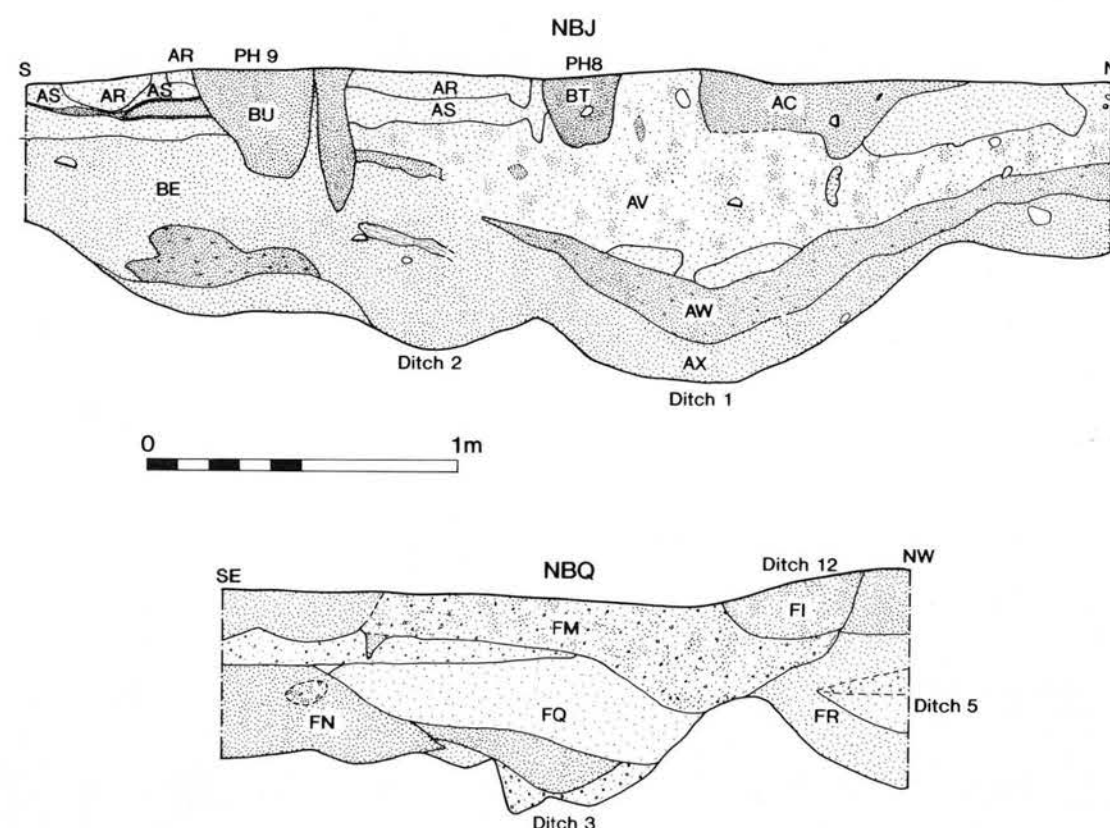 NBJ
S
AR
PH 9
PH8
N
AS
AR
AS
BU
AR
AS
BT
AC
BE
AV
AW
AX
Ditch 2
Ditch 1
0
1m
SE
NBQ
Ditch 12
NW
FI
FM
FN
FQ
FR
Ditch 5
Ditch 3